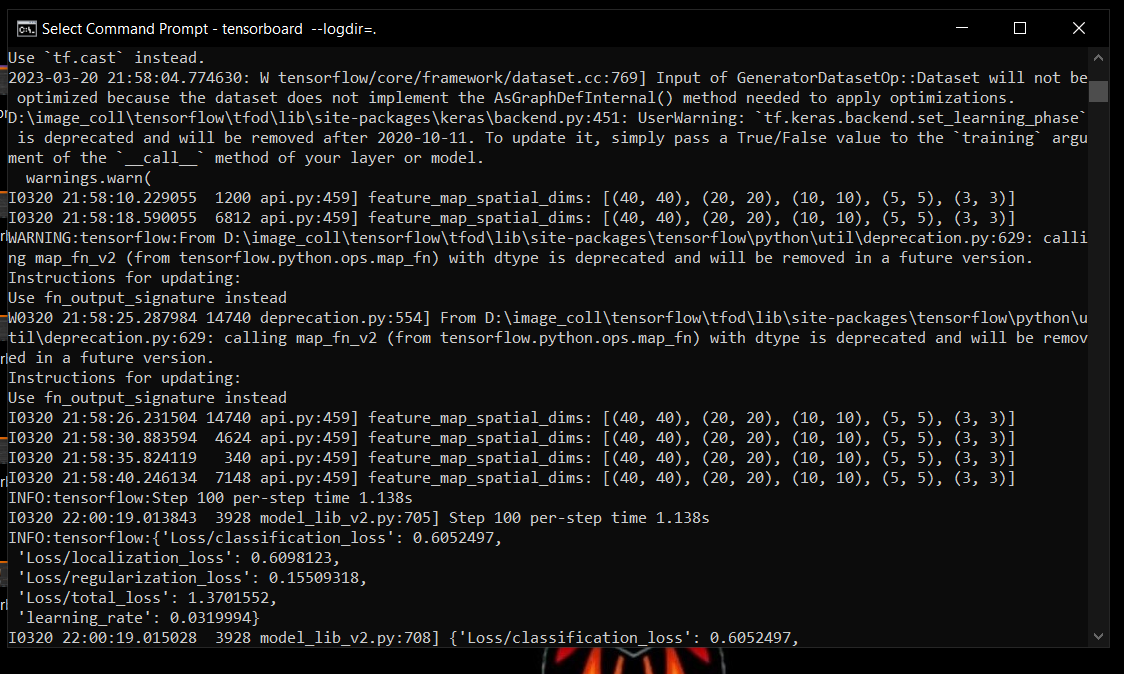 Select Command Prompt - tensorboard --logdir=.
Use `tf.cast` instead.
2023-03-20 21:58:04.774630: W tensorflow/core/framework/dataset.cc:769] Input of GeneratorDatasetOp::Dataset will not be
 optimized because the dataset does not implement the AsGraphDefInternal() method needed to apply optimizations.
D:\image_coll\tensorflow\tfod\lib\site-packages\keras\backend.py:451: UserWarning: `tf.keras.backend.set_learning_phase`
 is deprecated and will be removed after 2020-10-11. To update it, simply pass a True/False value to the `training` argu
ment of the `__call__` method of your layer or model.
  warnings.warn(
I0320 21:58:10.229055  1200 api.py:459] feature_map_spatial_dims: [(40, 40), (20, 20), (10, 10), (5, 5), (3, 3)]
I0320 21:58:18.590055  6812 api.py:459] feature_map_spatial_dims: [(40, 40), (20, 20), (10, 10), (5, 5), (3, 3)]
WARNING:tensorflow:From D:\image_coll\tensorflow\tfod\lib\site-packages\tensorflow\python\util\deprecation.py:629: calli
ng map_fn_v2 (from tensorflow.python.ops.map_fn) with dtype is deprecated and will be removed in a future version.
Instructions for updating:
Use fn_output_signature instead
W0320 21:58:25.287984 14740 deprecation.py:554] From D:\image_coll\tensorflow\tfod\lib\site-packages\tensorflow\python\u
til\deprecation.py:629: calling map_fn_v2 (from tensorflow.python.ops.map_fn) with dtype is deprecated and will be remov
ed in a future version.
Instructions for updating:
Use fn_output_signature instead
I0320 21:58:26.231504 14740 api.py:459] feature_map_spatial_dims: [(40, 40), (20, 20), (10, 10), (5, 5), (3, 3)]
I0320 21:58:30.883594  4624 api.py:459] feature_map_spatial_dims: [(40, 40), (20, 20), (10, 10), (5, 5), (3, 3)]
I0320 21:58:35.824119   340 api.py:459] feature_map_spatial_dims: [(40, 40), (20, 20), (10, 10), (5, 5), (3, 3)]
I0320 21:58:40.246134  7148 api.py:459] feature_map_spatial_dims: [(40, 40), (20, 20), (10, 10), (5, 5), (3, 3)]
INFO:tensorflow:Step 100 per-step time 1.138s
I0320 22:00:19.013843  3928 model_lib_v2.py:705] Step 100 per-step time 1.138s
INFO:tensorflow:{'Loss/classification_loss': 0.6052497,
 'Loss/localization_loss': 0.6098123,
 'Loss/regularization_loss': 0.15509318,
 'Loss/total_loss': 1.3701552,
 'learning_rate': 0.0319994}
I0320 22:00:19.015028  3928 model_lib_v2.py:708] {'Loss/classification_loss': 0.6052497,